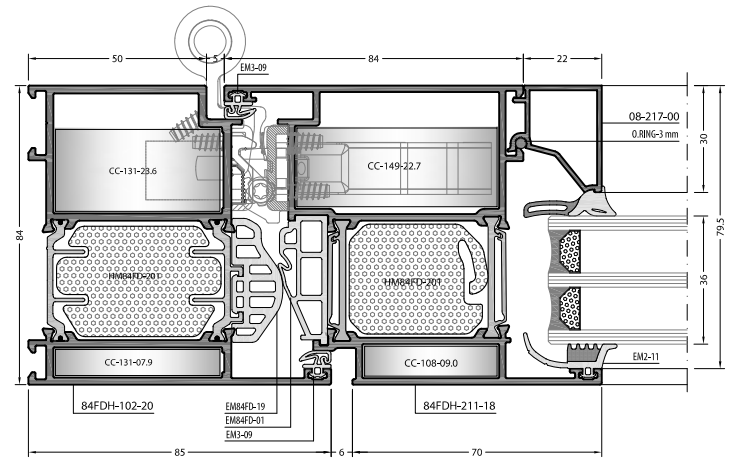 50
5
84
22
EM3-09
08-217-00
O.RING-3 mm
30
CC-131-23.6
CC-149-22.7
84
79.5
36
HM84FD-201
HM84FD-201
CC-131-07.9
CC-108-09.0
EM2-11
84FDH-102-20
EM84FD-19
EM84FD-01
EM3-09
84FDH-211-18
85
6
70